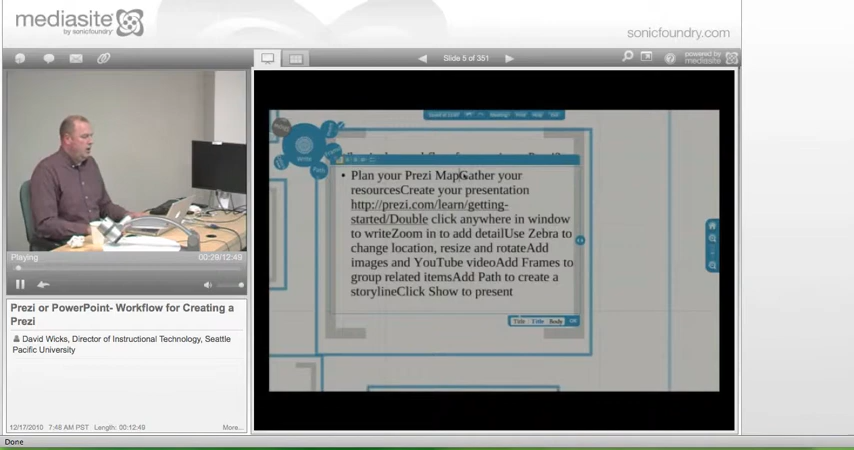 mediasite
by sonicfoundry
sonicfoundry.com
Slide 5 of 351
powered by
mediasite
• Plan your Prezi MapGather your
resourcesCreate your presentation
http://prezi.com/learn/getting-
started/Double click anywhere in window
to writeZoom in to add detailUse Zebra to
change location, resize and rotateAdd
images and YouTube videoAdd Frames to
group related itemsAdd Path to create a
storylineClick Show to present
Title Title Body OK
Playing
00:29/12:49
Prezi or PowerPoint- Workflow for Creating a
Prezi
David Wicks, Director of Instructional Technology, Seattle
Pacific University
12/17/2010 7:48 AM PST Length: 00:12:49 More...
Done